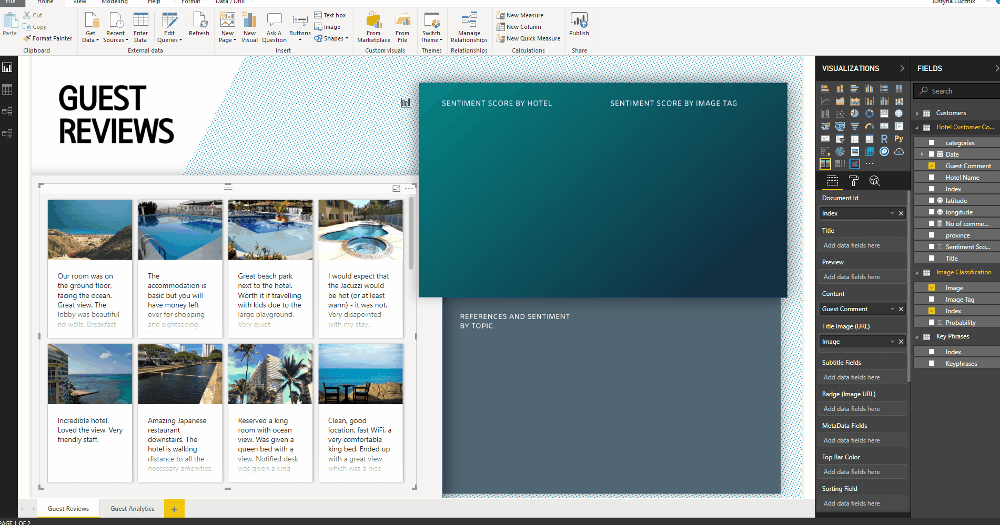 File Home View Modeling Help Format Data / Drill Justyna Lucznik
Paste
Cut
Copy
Format Painter
Get Data
Recent Sources
Enter Data
Edit Queries
Refresh
New Page
New Visual
Ask A Question
Buttons
Text box
Image
Shapes
From Marketplace
From File
Switch Theme
Manage Relationships
New Measure
New Column
New Quick Measure
Publish
Clipboard External data Insert Custom visuals Themes Relationships Calculations Share
GUEST
REVIEWS
SENTIMENT SCORE BY HOTEL
SENTIMENT SCORE BY IMAGE TAG
REFERENCES AND SENTIMENT
BY TOPIC
Our room was on
the ground floor,
facing the ocean.
Great view. The
lobby was beautiful-
no walls. Breakfast
The
accommodation is
basic but you will
have money left
over for shopping
and sightseeing.
Great beach park
next to the hotel.
Worth it if travelling
with kids due to the
large playground.
Very quiet
I would expect that
the Jacuzzi would
be hot (or at least
warm) - it was not.
Very disapointed
with my stay..
Incredible hotel.
Loved the view. Very
friendly staff.
Amazing Japanese
restaurant
downstairs. The
hotel is walking
distance to all the
necessary amenities.
Reserved a king
room with ocean
view. Was given a
queen bed with a
view. Notified desk
was given a king
Clean, good
location, fast WiFi, a
very comfortable
king bed. Ended up
with a great view
which was a nice
Guest Reviews
Guest Analytics
+
PAGE 1 OF 2
VISUALIZATIONS
R
Py
Document Id
Index
Title
Add data fields here
Preview
Add data fields here
Content
Guest Comment
Title Image (URL)
Image
Subtitle Fields
Add data fields here
Badge (Image URL)
Add data fields here
MetaData Fields
Add data fields here
Top Bar Color
Add data fields here
Sorting Field
Add data fields here
FIELDS
Search
Customers
Hotel Customer Co...
categories
Date
Guest Comment
Hotel Name
Index
latitude
longitude
No of comme...
province
Σ Sentiment Sco...
Title
Image Classification
Image
Image Tag
Index
Σ Probability
Key Phrases
Index
Keyphrases